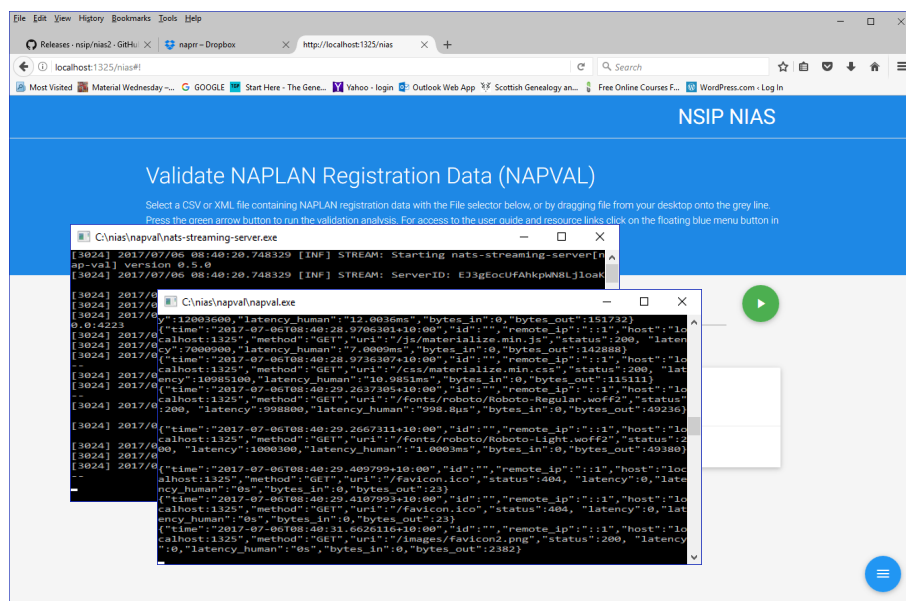 File Edit View History Bookmarks Tools Help
Releases · nsip/nias2 · GitHu
naprr – Dropbox
http://localhost:1325/nias
localhost:1325/nias#!
Search
Most Visited Material Wednesday –... G GOOGLE Start Here - The Gene... Yahoo - login Outlook Web App Scottish Genealogy an... Free Online Courses F... WordPress.com ‹ Log In
NSIP NIAS
Validate NAPLAN Registration Data (NAPVAL)
Select a CSV or XML file containing NAPLAN registration data with the File selector below, or by dragging file from your desktop onto the grey line.
Press the green arrow button to run the validation analysis. For access to the user guide and resource links click on the floating blue menu button in
C:\nias\napval\nats-streaming-server.exe
[3024] 2017/07/06 08:40:20.748329 [INF] STREAM: Starting nats-streaming-server[n
ap-val] version 0.5.0
[3024] 2017/07/06 08:40:20.748329 [INF] STREAM: ServerID: EJ3gEocUfAhkpWN8Ljloak
[3024] 2017/0
[3024] 2017/0
[3024] 2017/0
0.0:4223
[3024] 2017/0
[3024] 2017/0
[3024] 2017/0
--
[3024] 2017/0
[3024] 2017/0
--
[3024] 2017/0
[3024] 2017/0
[3024] 2017/0
[3024] 2017/0
[3024] 2017/0
--
C:\nias\napval\napval.exe
y":12003600,"latency_human":"12.0036ms","bytes_in":0,"bytes_out":151732}
{"time":"2017-07-06T08:40:28.9706301+10:00","id":"","remote_ip":"::1","host":"lo
calhost:1325","method":"GET","uri":"/js/materialize.min.js","status":200, "laten
cy":7000900,"latency_human":"7.0009ms","bytes_in":0,"bytes_out":142888}
{"time":"2017-07-06T08:40:28.9736307+10:00","id":"","remote_ip":"::1","host":"lo
calhost:1325","method":"GET","uri":"/css/materialize.min.css","status":200, "lat
ency":10985100,"latency_human":"10.9851ms","bytes_in":0,"bytes_out":115111}
{"time":"2017-07-06T08:40:29.2637305+10:00","id":"","remote_ip":"::1","host":"lo
calhost:1325","method":"GET","uri":"/fonts/roboto/Roboto-Regular.woff2","status"
:200, "latency":998800,"latency_human":"998.8µs","bytes_in":0,"bytes_out":49236}
{"time":"2017-07-06T08:40:29.2667311+10:00","id":"","remote_ip":"::1","host":"lo
calhost:1325","method":"GET","uri":"/fonts/roboto/Roboto-Light.woff2","status":2
00, "latency":1000300,"latency_human":"1.0003ms","bytes_in":0,"bytes_out":49380}
{"time":"2017-07-06T08:40:29.409799+10:00","id":"","remote_ip":"::1","host":"loc
alhost:1325","method":"GET","uri":"/favicon.ico","status":404, "latency":0,"late
ncy_human":"0s","bytes_in":0,"bytes_out":23}
{"time":"2017-07-06T08:40:29.4107993+10:00","id":"","remote_ip":"::1","host":"lo
calhost:1325","method":"GET","uri":"/favicon.ico","status":404, "latency":0,"lat
ency_human":"0s","bytes_in":0,"bytes_out":23}
{"time":"2017-07-06T08:40:31.6626116+10:00","id":"","remote_ip":"::1","host":"lo
calhost:1325","method":"GET","uri":"/images/favicon2.png","status":200, "latency
":0,"latency_human":"0s","bytes_in":0,"bytes_out":2382}